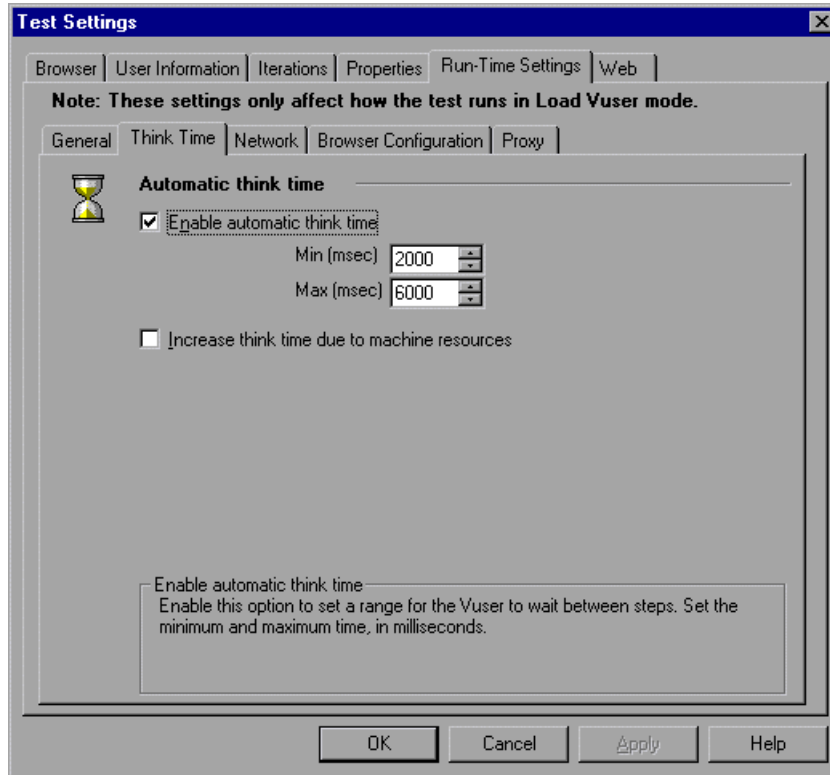 Test Settings
Browser User Information Iterations Properties Run-Time Settings Web
Note: These settings only affect how the test runs in Load Vuser mode.
General Think Time Network Browser Configuration Proxy
Automatic think time
Enable automatic think time
Min (msec) 2000
Max (msec) 6000
Increase think time due to machine resources
Enable automatic think time
Enable this option to set a range for the Vuser to wait between steps. Set the
minimum and maximum time, in milliseconds.
OK Cancel Apply Help